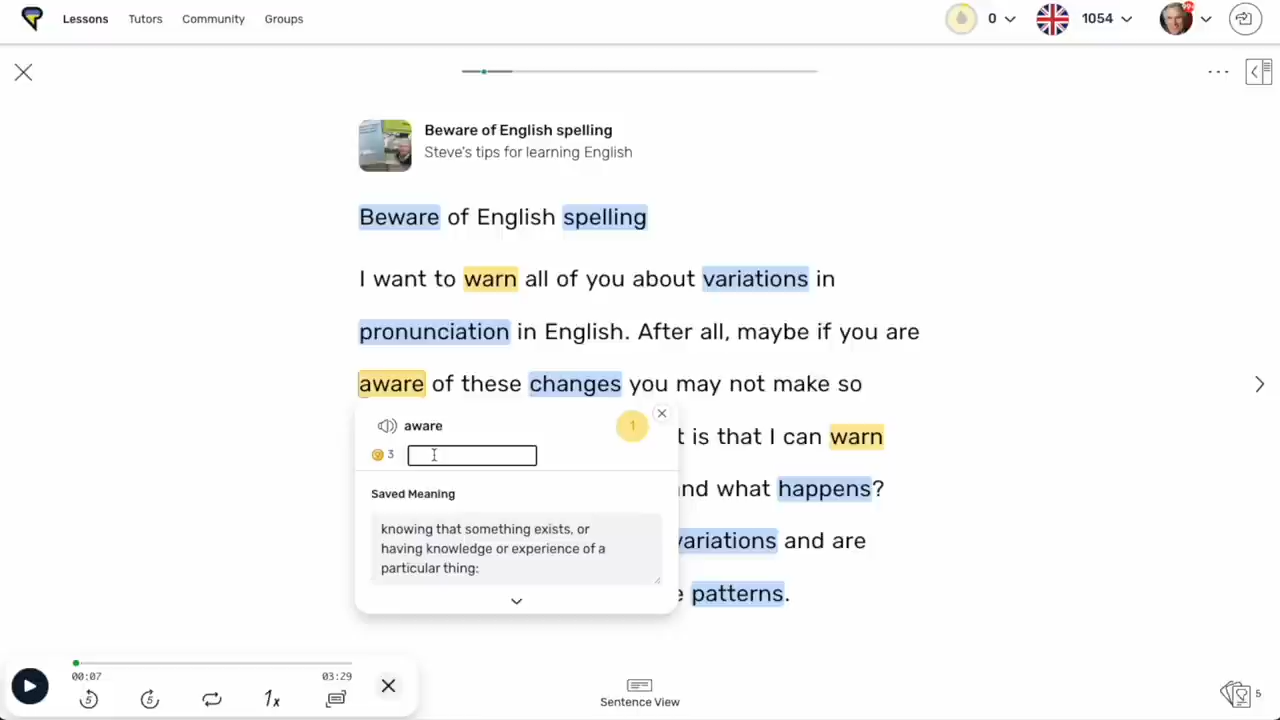 Lessons Tutors Community Groups 0 1054
Beware of English spelling
Steve's tips for learning English
Beware of English spelling
I want to warn all of you about variations in
pronunciation in English. After all, maybe if you are
aware of these changes you may not make so
aware 1
t is that I can warn
3
Saved Meaning
nd what happens?
knowing that something exists, or
having knowledge or experience of a
particular thing:
variations and are
e patterns.
00:07 03:29
5 5 1x
Sentence View
5